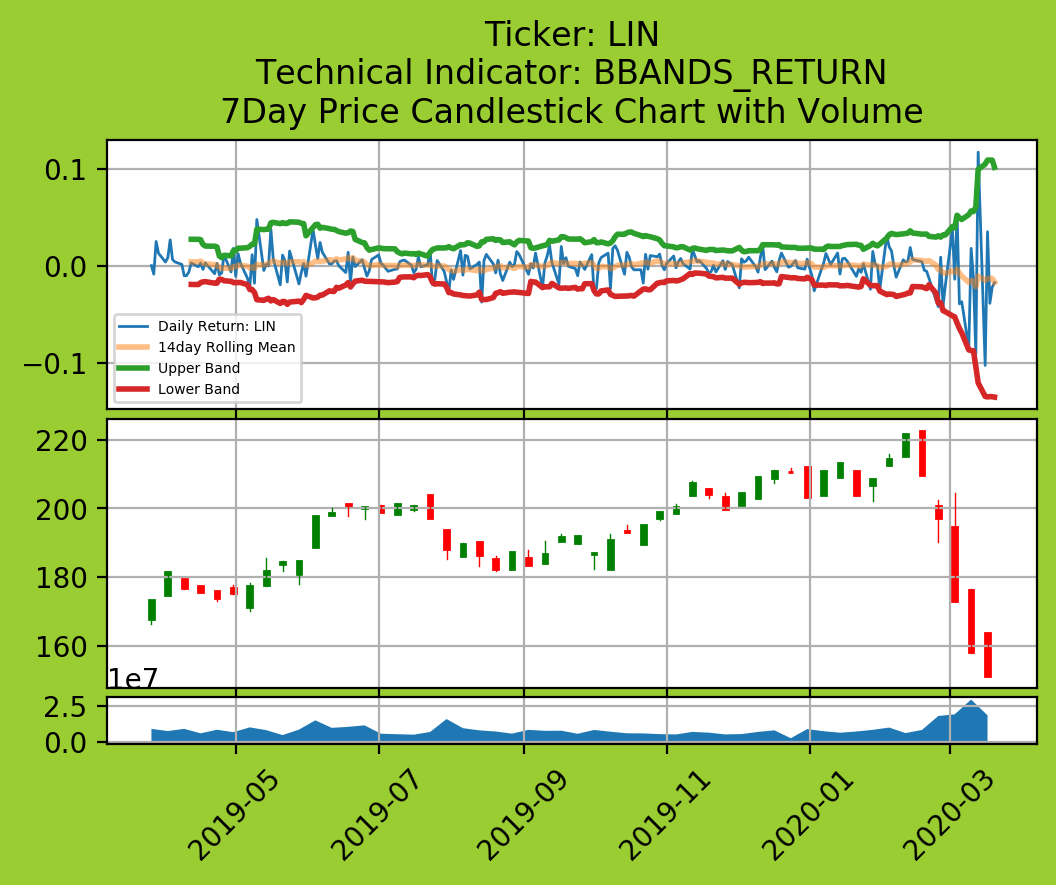 Ticker: LIN
Technical Indicator: BBANDS_RETURN
7Day Price Candlestick Chart with Volume
0.1
0.0
−0.1
Daily Return: LIN
14day Rolling Mean
Upper Band
Lower Band
220
200
180
160
1e7
2.5
0.0
2019-05
2019-07
2019-09
2019-11
2020-01
2020-03